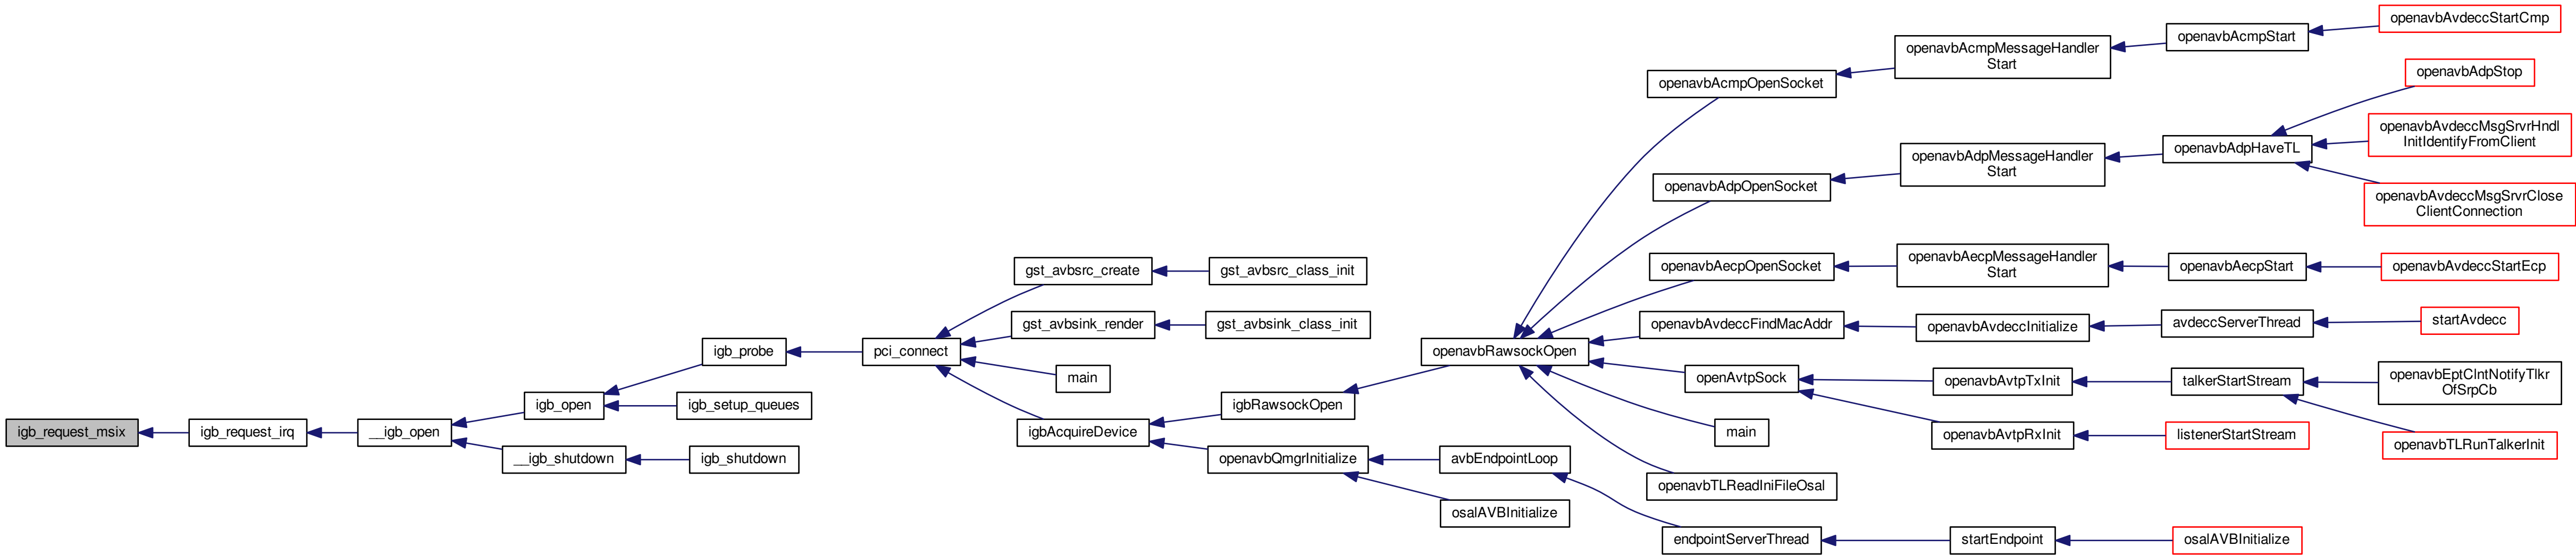 igb_request_msix
igb_request_irq
__igb_open
igb_open
__igb_shutdown
igb_probe
igb_setup_queues
igb_shutdown
pci_connect
gst_avbsrc_create
gst_avbsink_render
main
igbAcquireDevice
gst_avbsrc_class_init
gst_avbsink_class_init
igbRawsockOpen
openavbQmgrInitialize
openavbRawsockOpen
avbEndpointLoop
osalAVBInitialize
openavbAcmpOpenSocket
openavbAdpOpenSocket
openavbAecpOpenSocket
openavbAvdeccFindMacAddr
openAvtpSock
main
openavbTLReadIniFileOsal
endpointServerThread
openavbAcmpMessageHandler
Start
openavbAdpMessageHandler
Start
openavbAecpMessageHandler
Start
openavbAvdeccInitialize
openavbAvtpTxInit
openavbAvtpRxInit
startEndpoint
openavbAcmpStart
openavbAdpHaveTL
openavbAecpStart
avdeccServerThread
talkerStartStream
listenerStartStream
osalAVBInitialize
openavbAvdeccStartCmp
openavbAdpStop
openavbAvdeccMsgSrvrHndl
InitIdentifyFromClient
openavbAvdeccMsgSrvrClose
ClientConnection
openavbAvdeccStartEcp
startAvdecc
openavbEptClntNotifyTlkr
OfSrpCb
openavbTLRunTalkerInit